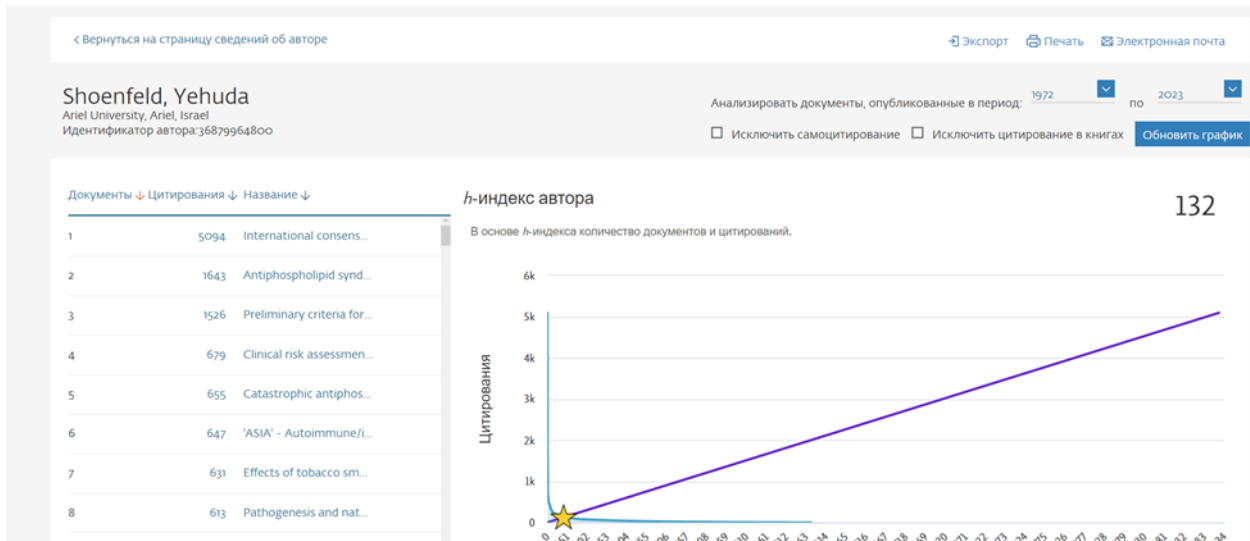 < Вернуться на страницу сведений об авторе
Экспорт Печать Электронная почта
Shoenfeld, Yehuda
Ariel University, Ariel, Israel
Идентификатор автора:36879964800
Анализировать документы, опубликованные в период: 1972 по 2023
Исключить самоцитирование Исключить цитирование в книгах Обновить график
Документы Цитирования Название
1 5094 International consens...
2 1643 Antiphospholipid synd...
3 1526 Preliminary criteria for...
4 679 Clinical risk assessmen...
5 655 Catastrophic antiphos...
6 647 'ASIA' - Autoimmune/i...
7 631 Effects of tobacco sm...
8 613 Pathogenesis and nat...
h-индекс автора
132
В основе h-индекса количество документов и цитирований.
Цитирования
6k
5k
4k
3k
2k
1k
0